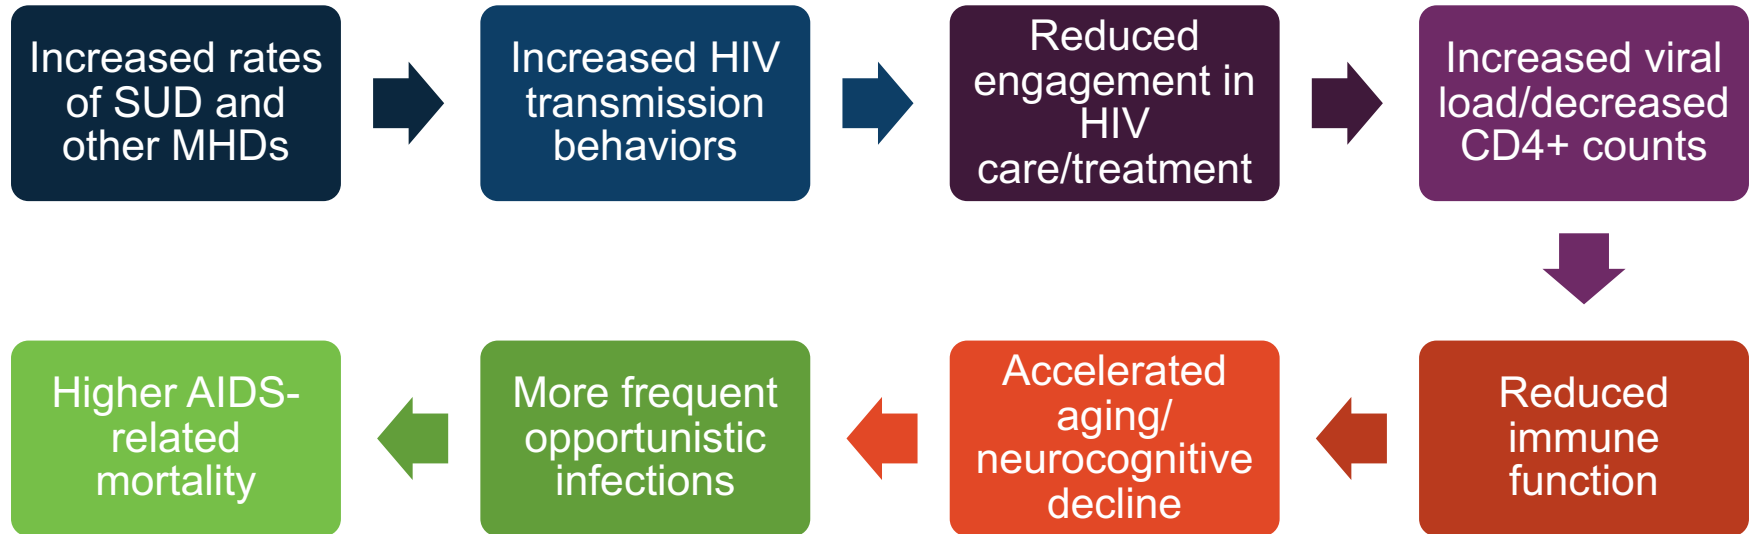 Increased rates
of SUD and
other MHDs
Increased HIV
transmission
behaviors
Reduced
engagement in
HIV
care/treatment
Increased viral
load/decreased
CD4+ counts
Reduced
immune
function
Accelerated
aging/
neurocognitive
decline
More frequent
opportunistic
infections
Higher AIDS-
related
mortality